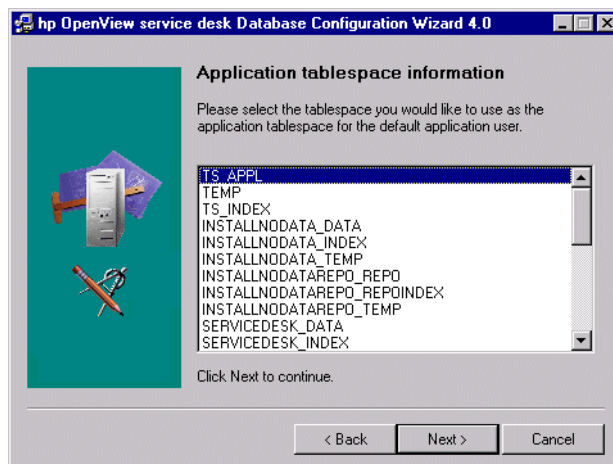 hp OpenView service desk Database Configuration Wizard 4.0
Application tablespace information
Please select the tablespace you would like to use as the
application tablespace for the default application user.
TS_APPL
TEMP
TS_INDEX
INSTALLNODATA_DATA
INSTALLNODATA_INDEX
INSTALLNODATA_TEMP
INSTALLNODATAREPO_REPO
INSTALLNODATAREPO_REPOINDEX
INSTALLNODATAREPO_TEMP
SERVICEDESK_DATA
SERVICEDESK_INDEX
Click Next to continue.
< Back Next > Cancel